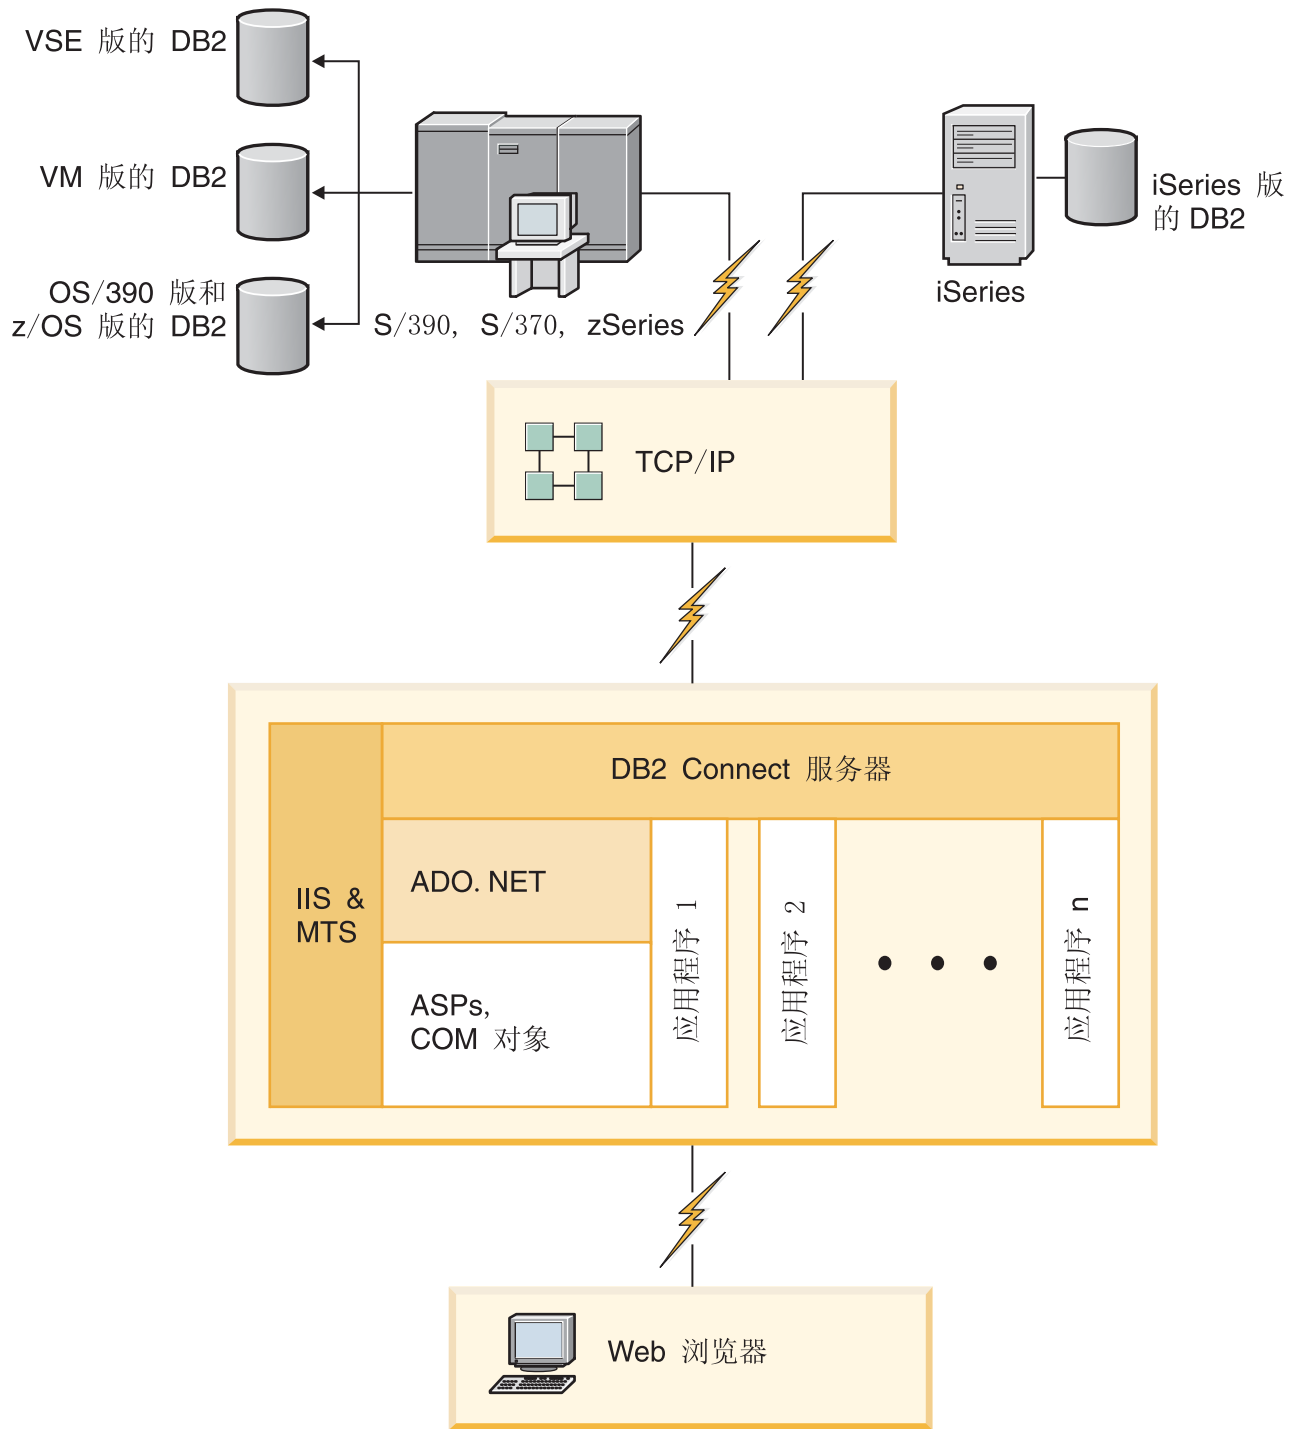 VSE 版的 DB2
VM 版的 DB2
OS/390 版和
z/OS 版的 DB2
S/390, S/370, zSeries
iSeries
iSeries 版
的 DB2
TCP/IP
DB2 Connect 服务器
IIS &
MTS
ADO. NET
ASPs,
COM 对象
应用程序 1
应用程序 2
应用程序 n
Web 浏览器